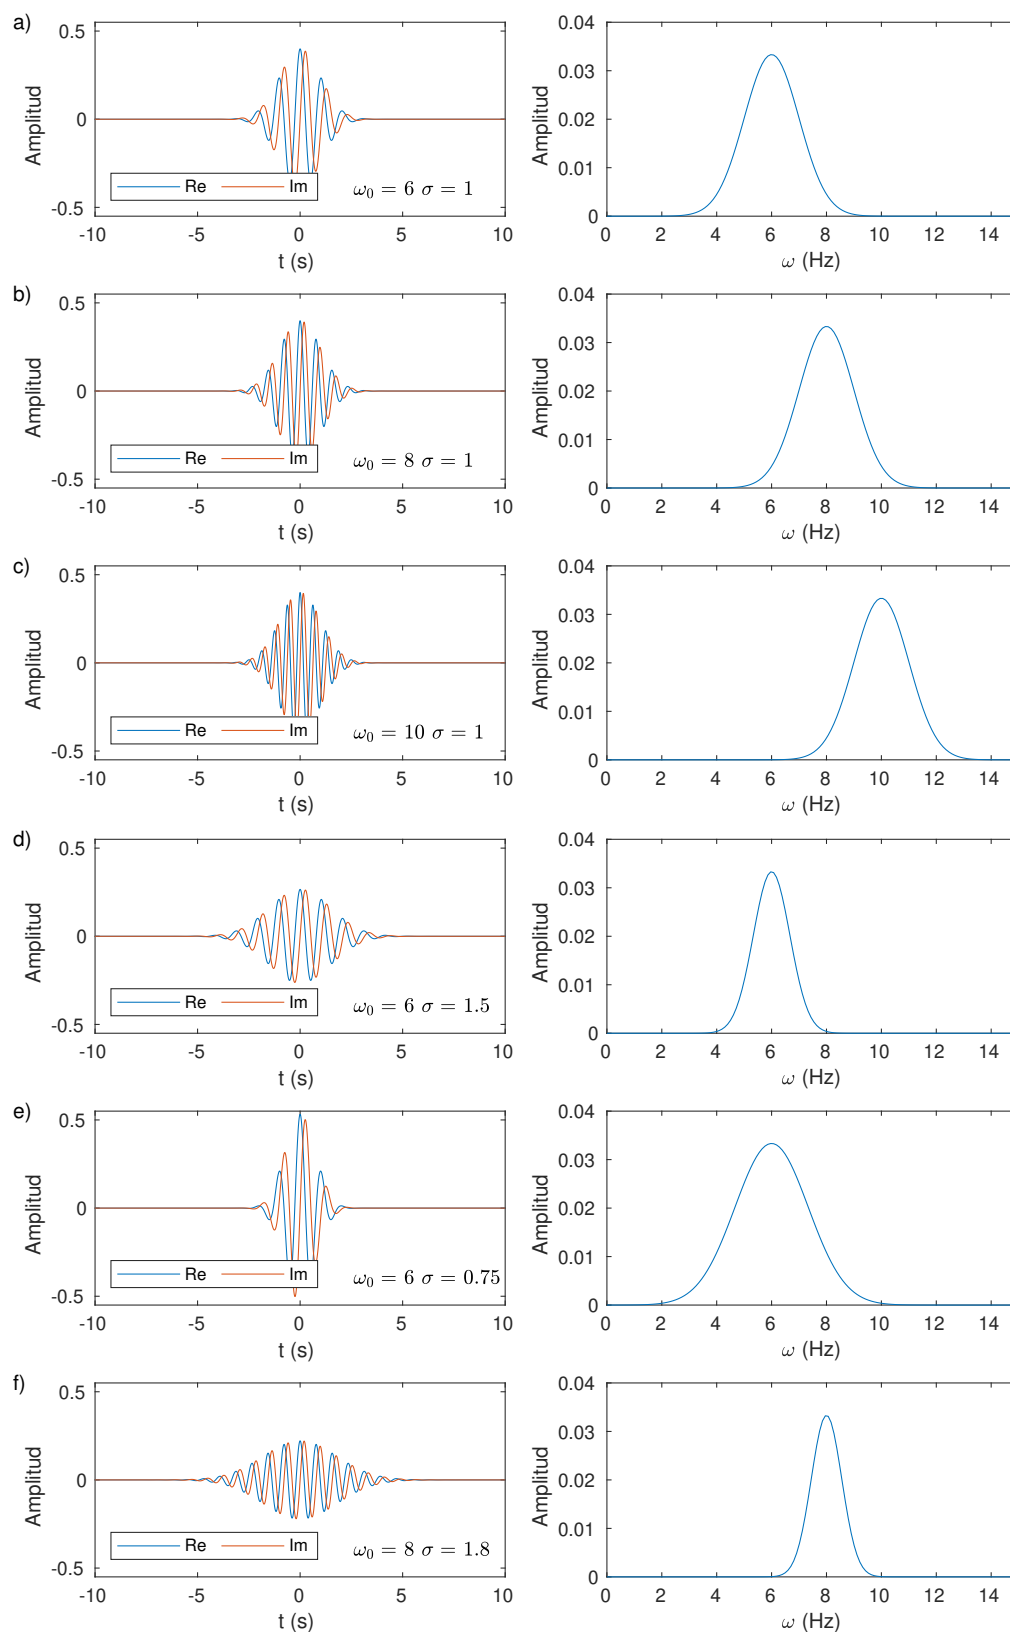 a)
Amplitud
0.5
0
-0.5
Re Im
ω₀ = 6 σ = 1
-10 -5 0 5 10
t (s)
Amplitud
0.04
0.03
0.02
0.01
0
0 2 4 6 8 10 12 14
ω (Hz)
b)
Amplitud
0.5
0
-0.5
Re Im
ω₀ = 8 σ = 1
-10 -5 0 5 10
t (s)
Amplitud
0.04
0.03
0.02
0.01
0
0 2 4 6 8 10 12 14
ω (Hz)
c)
Amplitud
0.5
0
-0.5
Re Im
ω₀ = 10 σ = 1
-10 -5 0 5 10
t (s)
Amplitud
0.04
0.03
0.02
0.01
0
0 2 4 6 8 10 12 14
ω (Hz)
d)
Amplitud
0.5
0
-0.5
Re Im
ω₀ = 6 σ = 1.5
-10 -5 0 5 10
t (s)
Amplitud
0.04
0.03
0.02
0.01
0
0 2 4 6 8 10 12 14
ω (Hz)
e)
Amplitud
0.5
0
-0.5
Re Im
ω₀ = 6 σ = 0.75
-10 -5 0 5 10
t (s)
Amplitud
0.04
0.03
0.02
0.01
0
0 2 4 6 8 10 12 14
ω (Hz)
f)
Amplitud
0.5
0
-0.5
Re Im
ω₀ = 8 σ = 1.8
-10 -5 0 5 10
t (s)
Amplitud
0.04
0.03
0.02
0.01
0
0 2 4 6 8 10 12 14
ω (Hz)